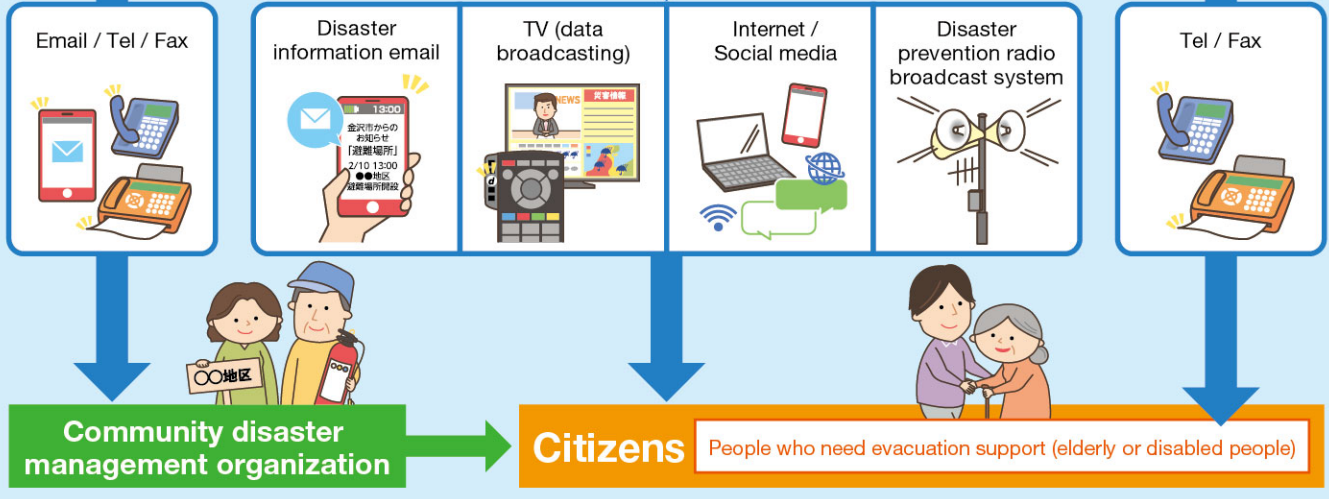 Email / Tel / Fax
Disaster
information email
13:00
金沢市からの
お知らせ
「避難場所」
2/10 13:00
●●地区
避難場所開設
TV (data
broadcasting)
NEWS
災害情報
d
Internet /
Social media
Disaster
prevention radio
broadcast system
Tel / Fax
〇〇地区
Community disaster
management organization
Citizens
People who need evacuation support (elderly or disabled people)